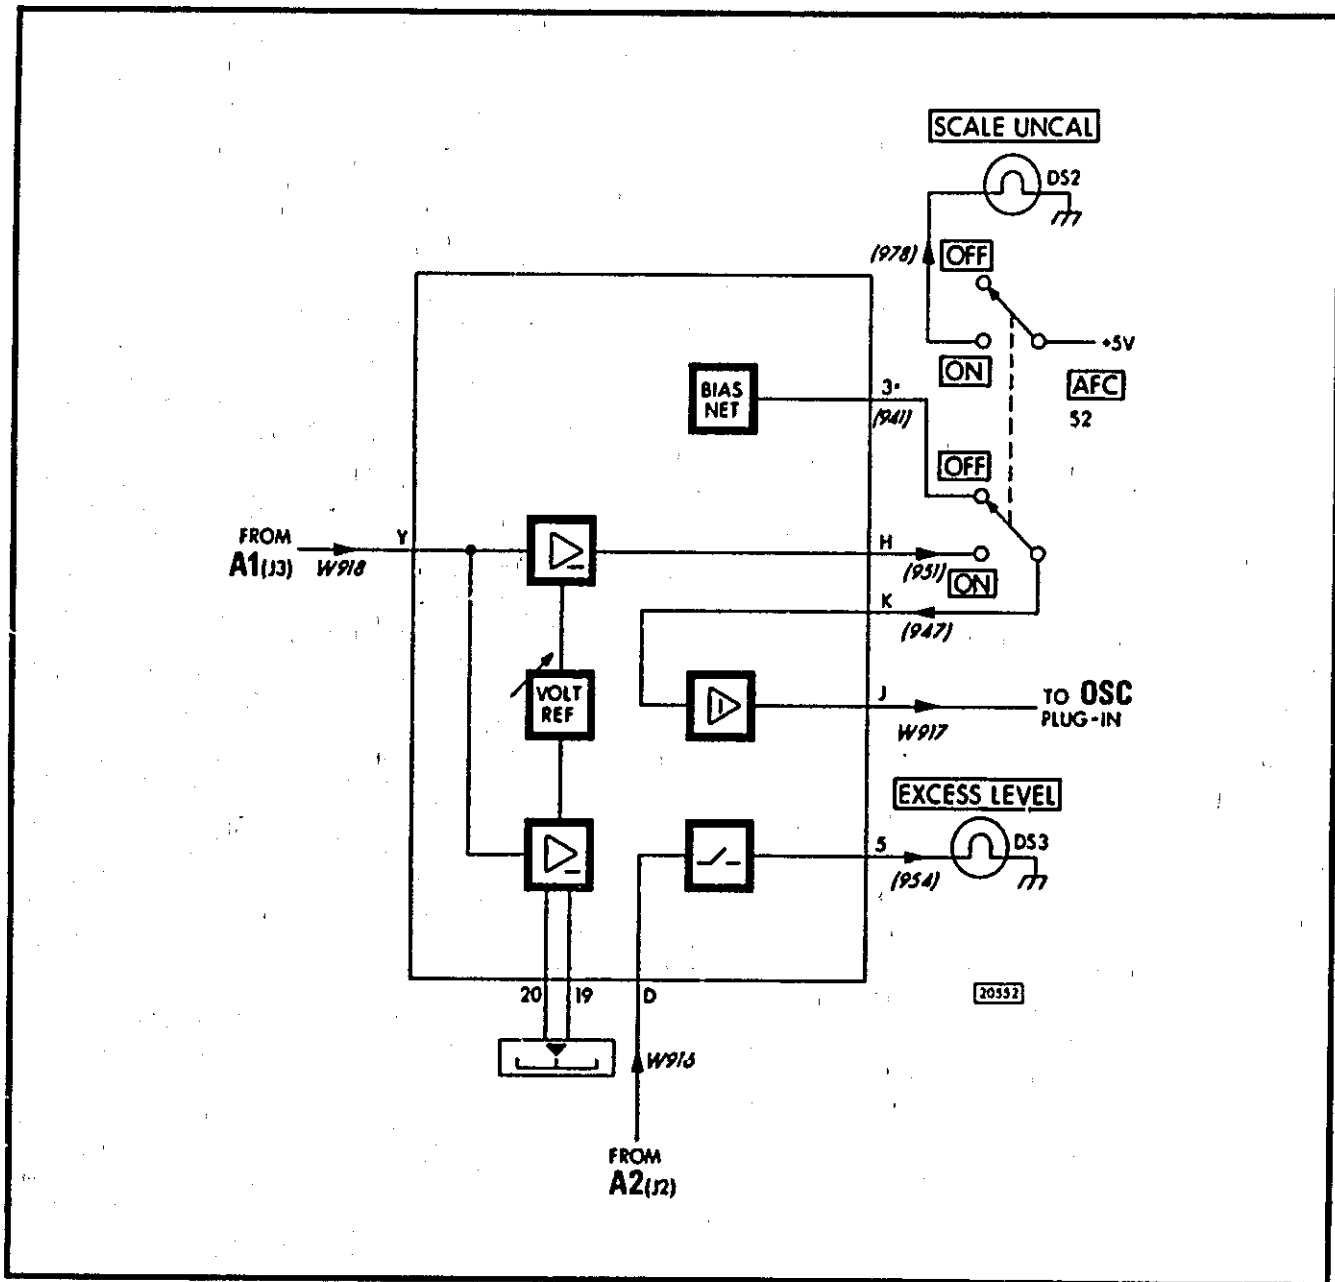 SCALE UNCAL
DS2
(978)
OFF
+5V
ON
AFC
S2
BIAS
NET
3
(941)
OFF
FROM
A1(J3)
W918
Y
H
(951)
ON
K
(947)
VOLT
REF
J
W917
TO OSC
PLUG-IN
EXCESS LEVEL
5
(954)
DS3
20
19
D
20552
W916
FROM
A2(J2)